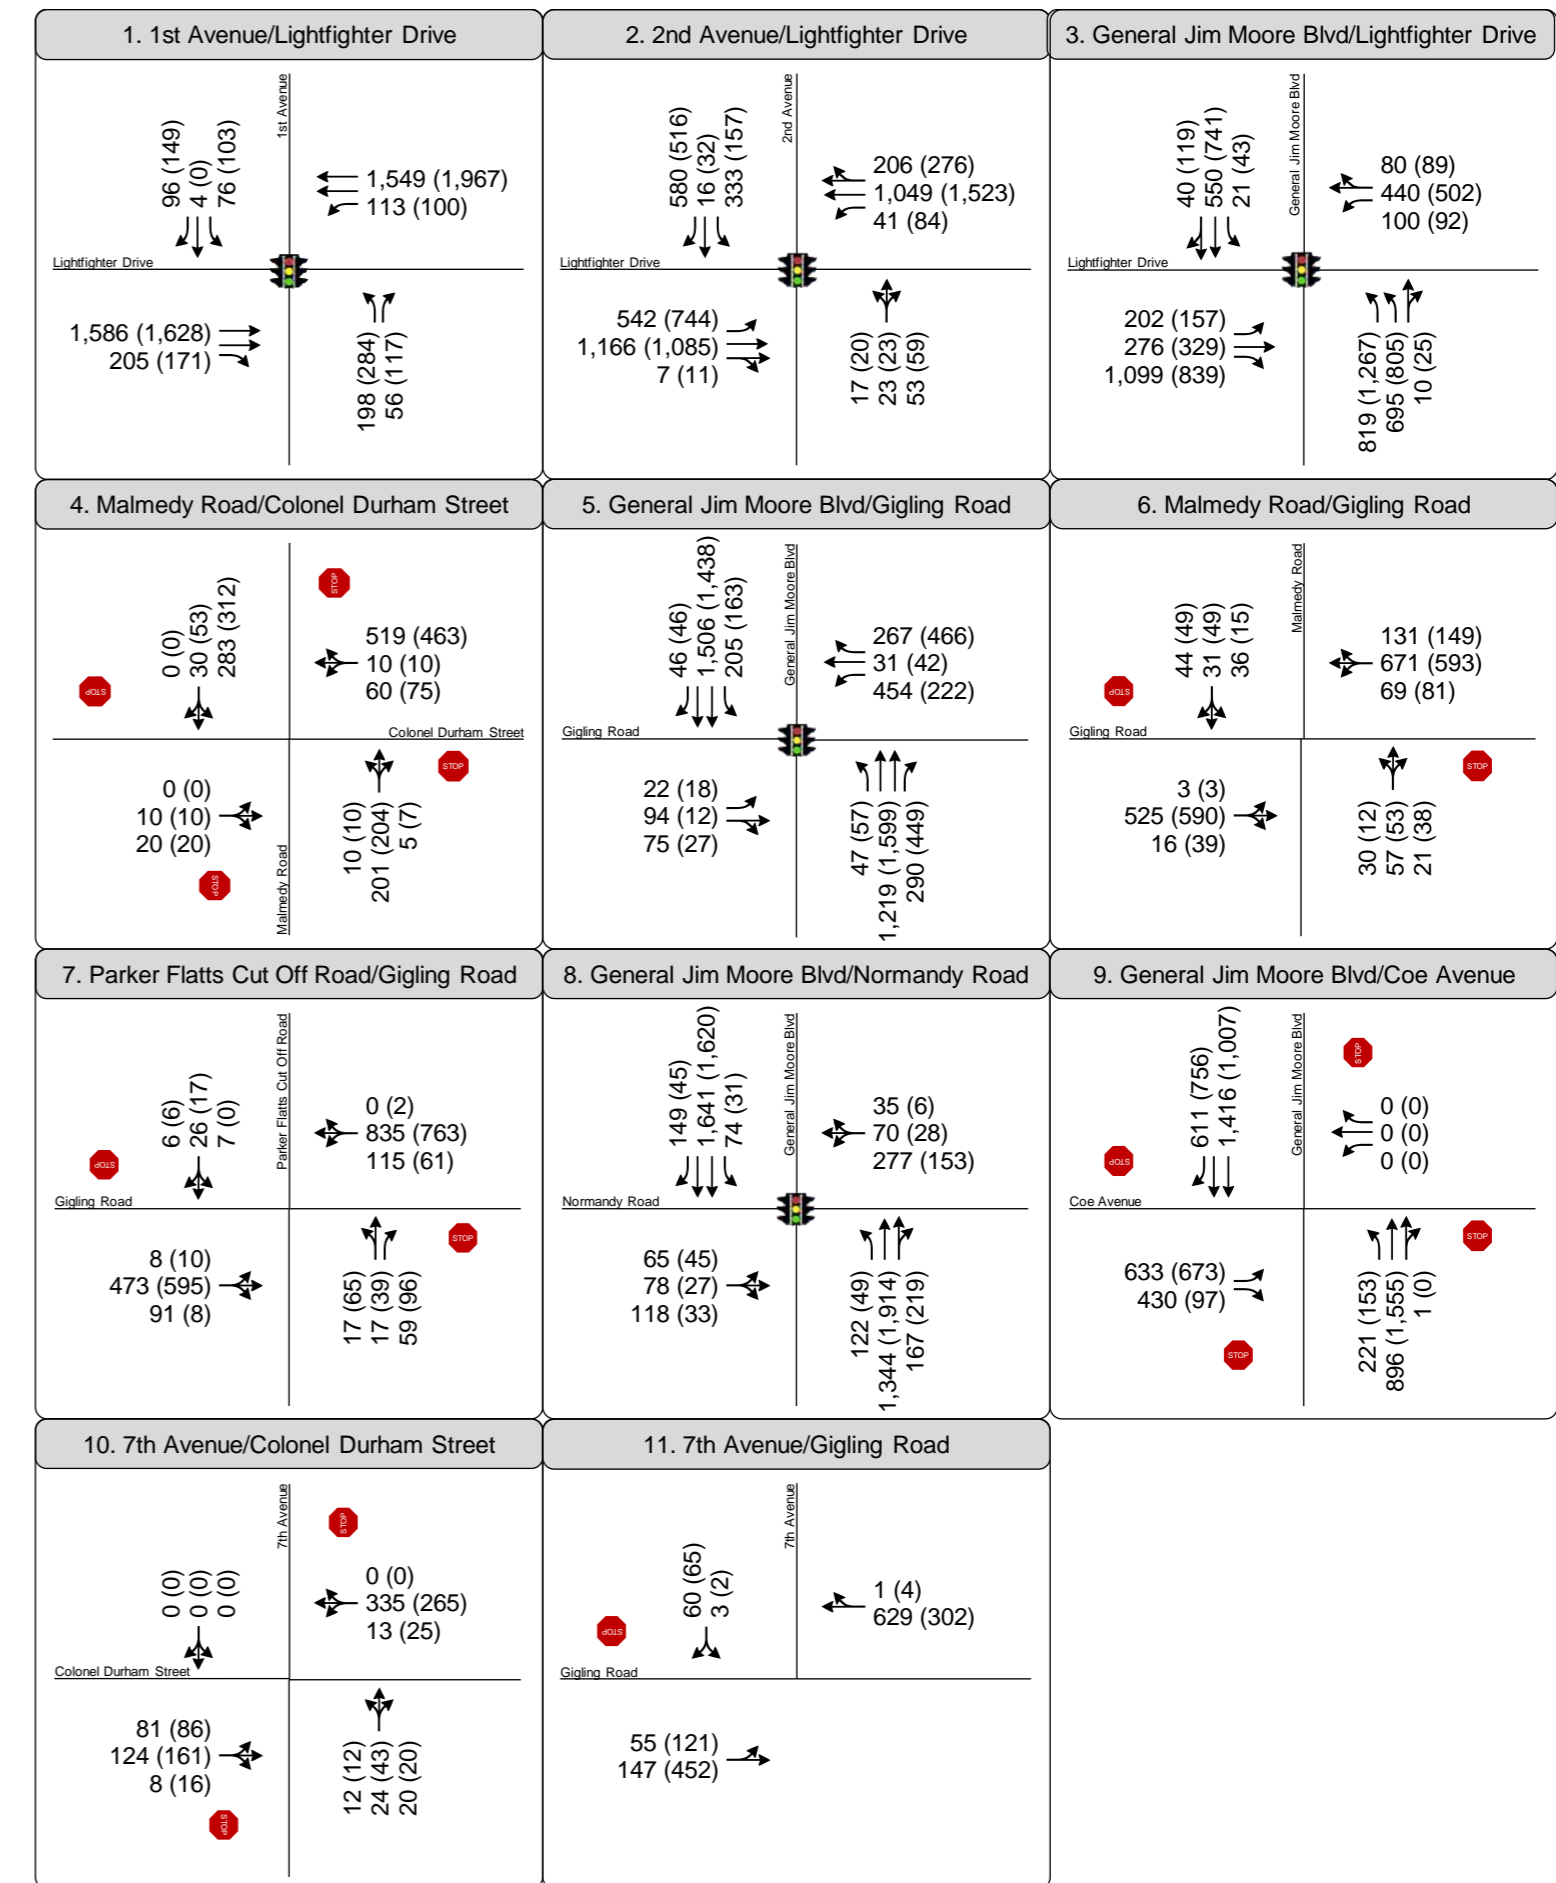 1. 1st Avenue/Lightfighter Drive
1st Avenue
96 (149)
4 (0)
76 (103)
1,549 (1,967)
113 (100)
Lightfighter Drive
1,586 (1,628)
205 (171)
198 (284)
56 (117)
2. 2nd Avenue/Lightfighter Drive
2nd Avenue
580 (516)
16 (32)
333 (157)
206 (276)
1,049 (1,523)
41 (84)
Lightfighter Drive
542 (744)
1,166 (1,085)
7 (11)
17 (20)
23 (23)
53 (59)
3. General Jim Moore Blvd/Lightfighter Drive
General Jim Moore Blvd
40 (119)
550 (741)
21 (43)
80 (89)
440 (502)
100 (92)
Lightfighter Drive
202 (157)
276 (329)
1,099 (839)
819 (1,267)
695 (805)
10 (25)
4. Malmedy Road/Colonel Durham Street
STOP
0 (0)
30 (53)
283 (312)
519 (463)
10 (10)
60 (75)
STOP
Colonel Durham Street
STOP
0 (0)
10 (10)
20 (20)
10 (10)
201 (204)
5 (7)
STOP
Malmedy Road
5. General Jim Moore Blvd/Gigling Road
General Jim Moore Blvd
46 (46)
1,506 (1,438)
205 (163)
267 (466)
31 (42)
454 (222)
Gigling Road
22 (18)
94 (12)
75 (27)
47 (57)
1,219 (1,599)
290 (449)
6. Malmedy Road/Gigling Road
Malmedy Road
44 (49)
31 (49)
36 (15)
131 (149)
671 (593)
69 (81)
STOP
Gigling Road
STOP
3 (3)
525 (590)
16 (39)
30 (12)
57 (53)
21 (38)
7. Parker Flatts Cut Off Road/Gigling Road
Parker Flatts Cut Off Road
6 (6)
26 (17)
7 (0)
0 (2)
835 (763)
115 (61)
STOP
Gigling Road
STOP
8 (10)
473 (595)
91 (8)
17 (65)
17 (39)
59 (96)
8. General Jim Moore Blvd/Normandy Road
General Jim Moore Blvd
149 (45)
1,641 (1,620)
74 (31)
35 (6)
70 (28)
277 (153)
Normandy Road
65 (45)
78 (27)
118 (33)
122 (49)
1,344 (1,914)
167 (219)
9. General Jim Moore Blvd/Coe Avenue
General Jim Moore Blvd
STOP
611 (756)
1,416 (1,007)
0 (0)
0 (0)
0 (0)
STOP
Coe Avenue
STOP
633 (673)
430 (97)
221 (153)
896 (1,555)
1 (0)
STOP
10. 7th Avenue/Colonel Durham Street
7th Avenue
STOP
0 (0)
0 (0)
0 (0)
0 (0)
335 (265)
13 (25)
Colonel Durham Street
81 (86)
124 (161)
8 (16)
12 (12)
24 (43)
20 (20)
STOP
11. 7th Avenue/Gigling Road
7th Avenue
60 (65)
3 (2)
1 (4)
629 (302)
STOP
Gigling Road
55 (121)
147 (452)